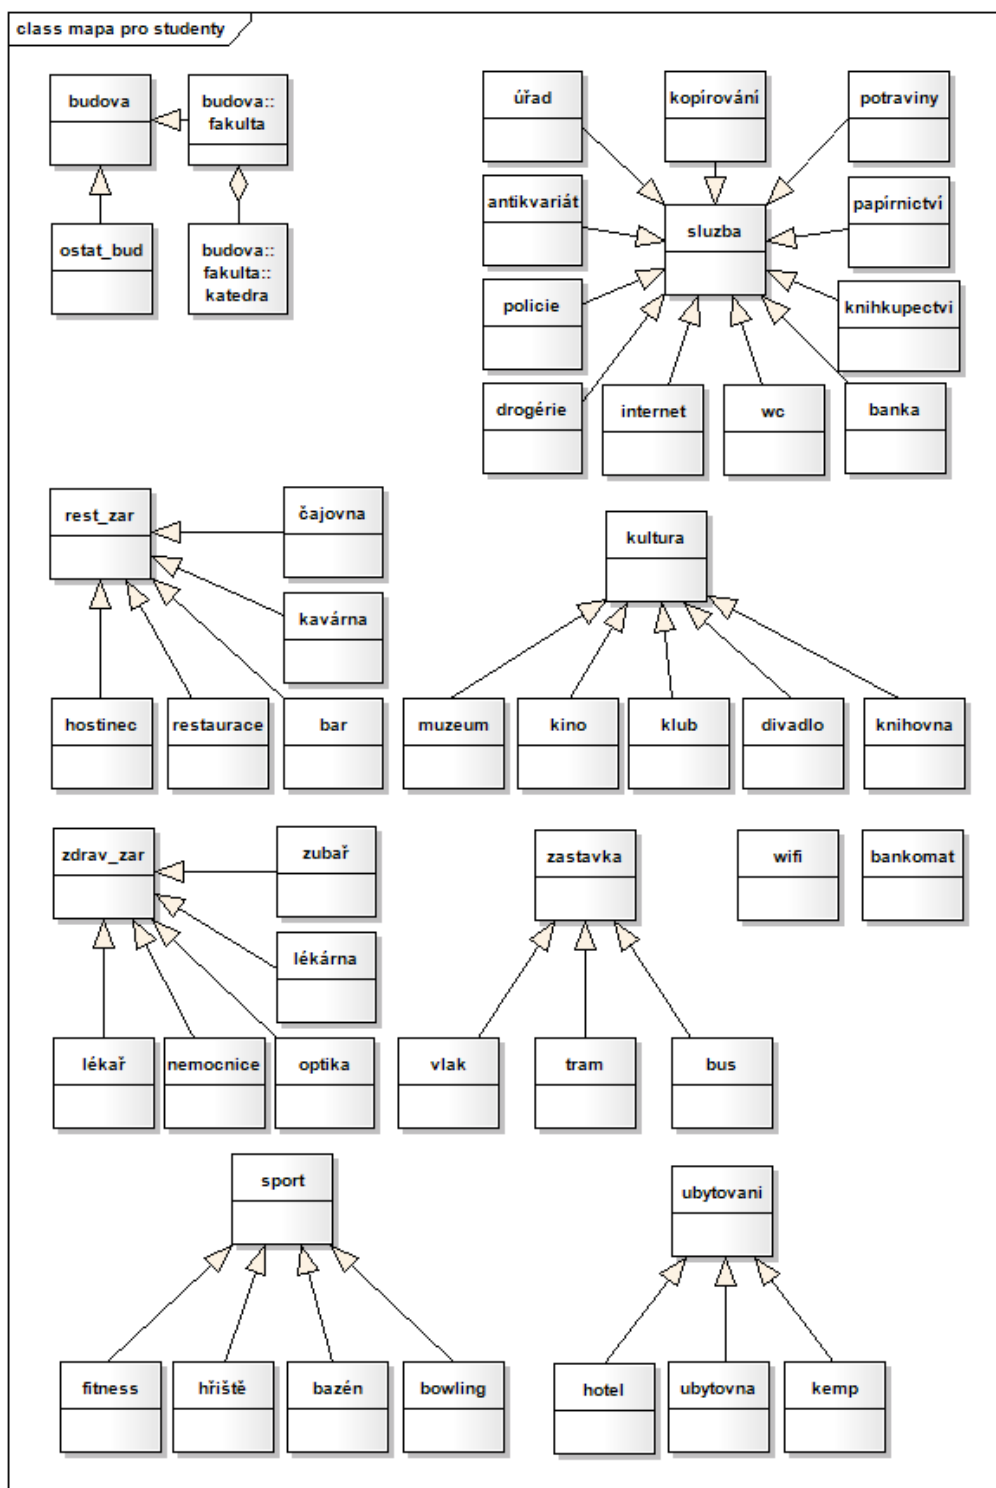 class mapa pro studenty
budova
budova::
fakulta
ostat_bud
budova::
fakulta::
katedra
úřad
kopírování
potraviny
antikvariát
sluzba
papírnictví
policie
knihkupectvi
drogérie
internet
wc
banka
rest_zar
čajovna
kavárna
hostinec
restaurace
bar
kultura
muzeum
kino
klub
divadlo
knihovna
zdrav_zar
zubař
lékárna
lékař
nemocnice
optika
zastavka
vlak
tram
bus
wifi
bankomat
sport
fitness
hřiště
bazén
bowling
ubytovani
hotel
ubytovna
kemp